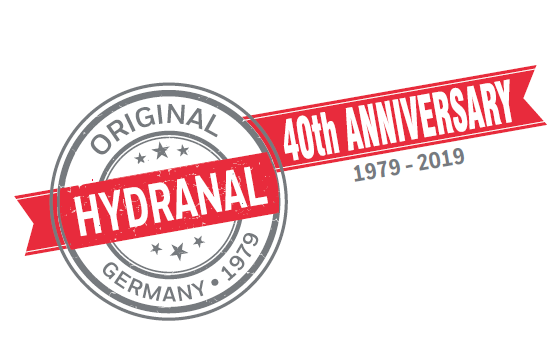 ORIGINAL
HYDRANAL
GERMANY • 1979
40th ANNIVERSARY
1979 - 2019